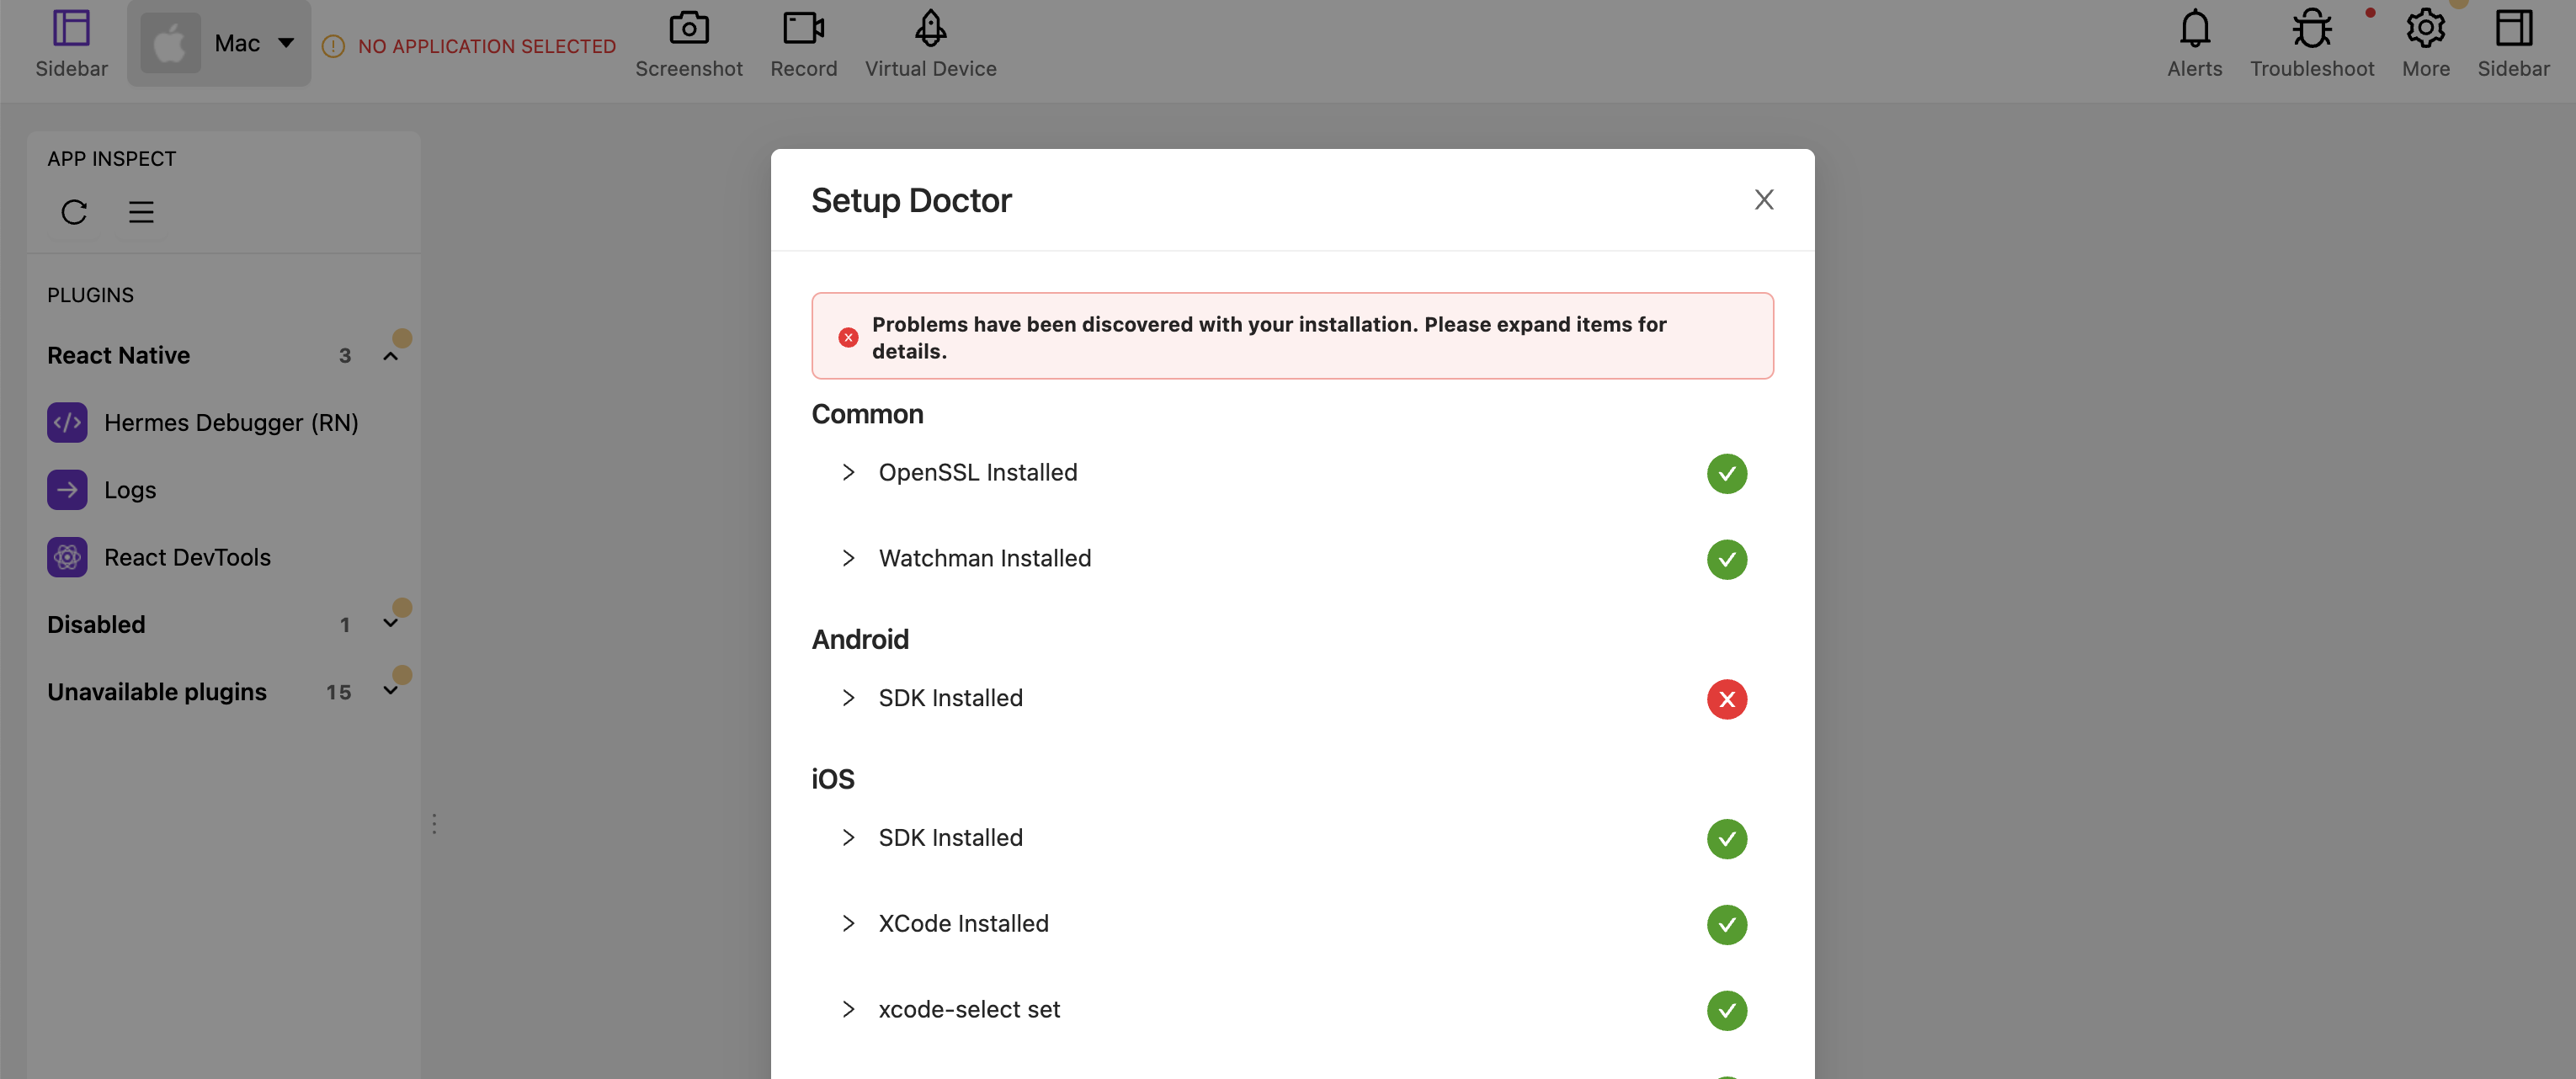 Sidebar
Mac
NO APPLICATION SELECTED
Screenshot
Record
Virtual Device
Alerts
Troubleshoot
More
Sidebar
APP INSPECT
PLUGINS
React Native 3
Hermes Debugger (RN)
Logs
React DevTools
Disabled 1
Unavailable plugins 15
Setup Doctor
Problems have been discovered with your installation. Please expand items for
details.
Common
OpenSSL Installed
Watchman Installed
Android
SDK Installed
iOS
SDK Installed
XCode Installed
xcode-select set